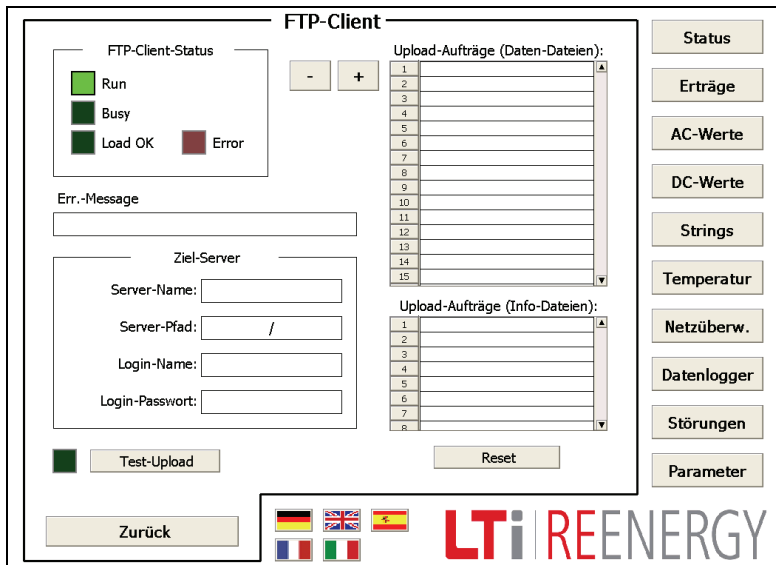 FTP-Client
FTP-Client-Status
Run
Busy
Load OK
Error
-
+
Err.-Message
Ziel-Server
Server-Name:
Server-Pfad:
/
Login-Name:
Login-Passwort:
Test-Upload
Zurück
Upload-Aufträge (Daten-Dateien):
1
2
3
4
5
6
7
8
9
10
11
12
13
14
15
Upload-Aufträge (Info-Dateien):
1
2
3
4
5
6
7
8
Reset
Status
Erträge
AC-Werte
DC-Werte
Strings
Temperatur
Netzüberw.
Datenlogger
Störungen
Parameter
LTi REENERGY